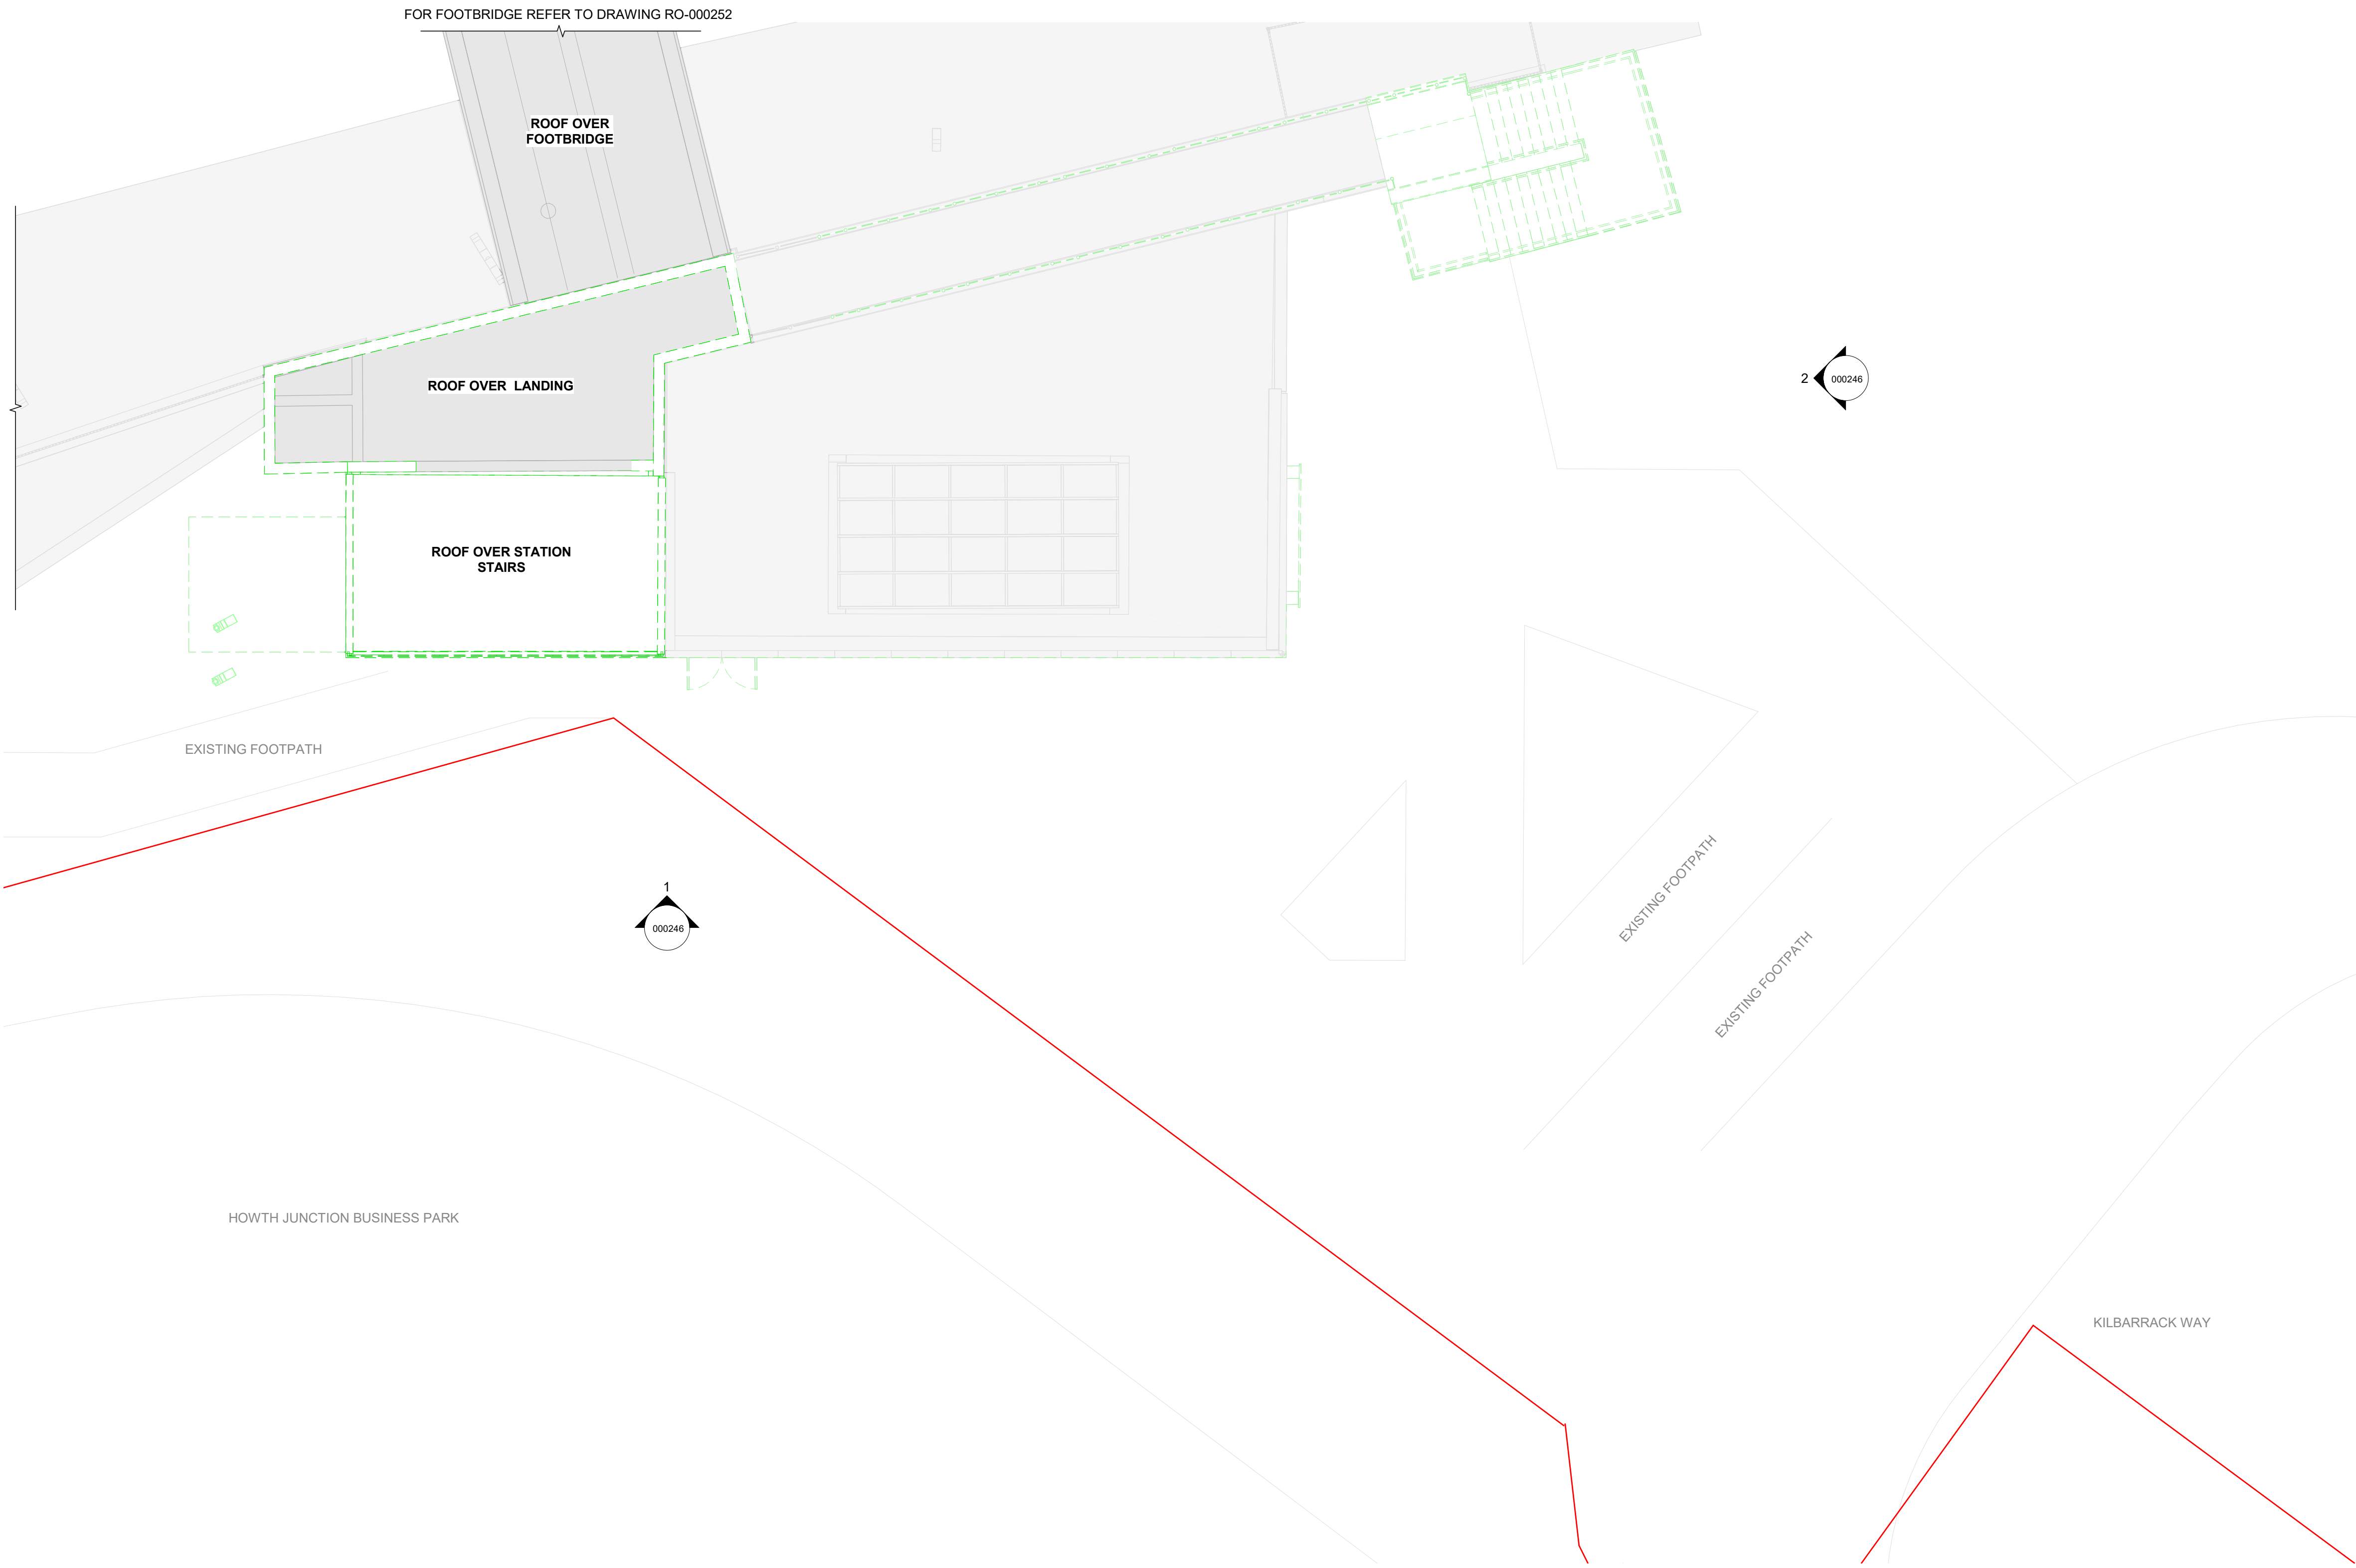 FOR FOOTBRIDGE REFER TO DRAWING RO-000252
ROOF OVER
FOOTBRIDGE
ROOF OVER LANDING
2
000246
ROOF OVER STATION
STAIRS
EXISTING FOOTPATH
1
000246
EXISTING FOOTPATH
EXISTING FOOTPATH
HOWTH JUNCTION BUSINESS PARK
KILBARRACK WAY